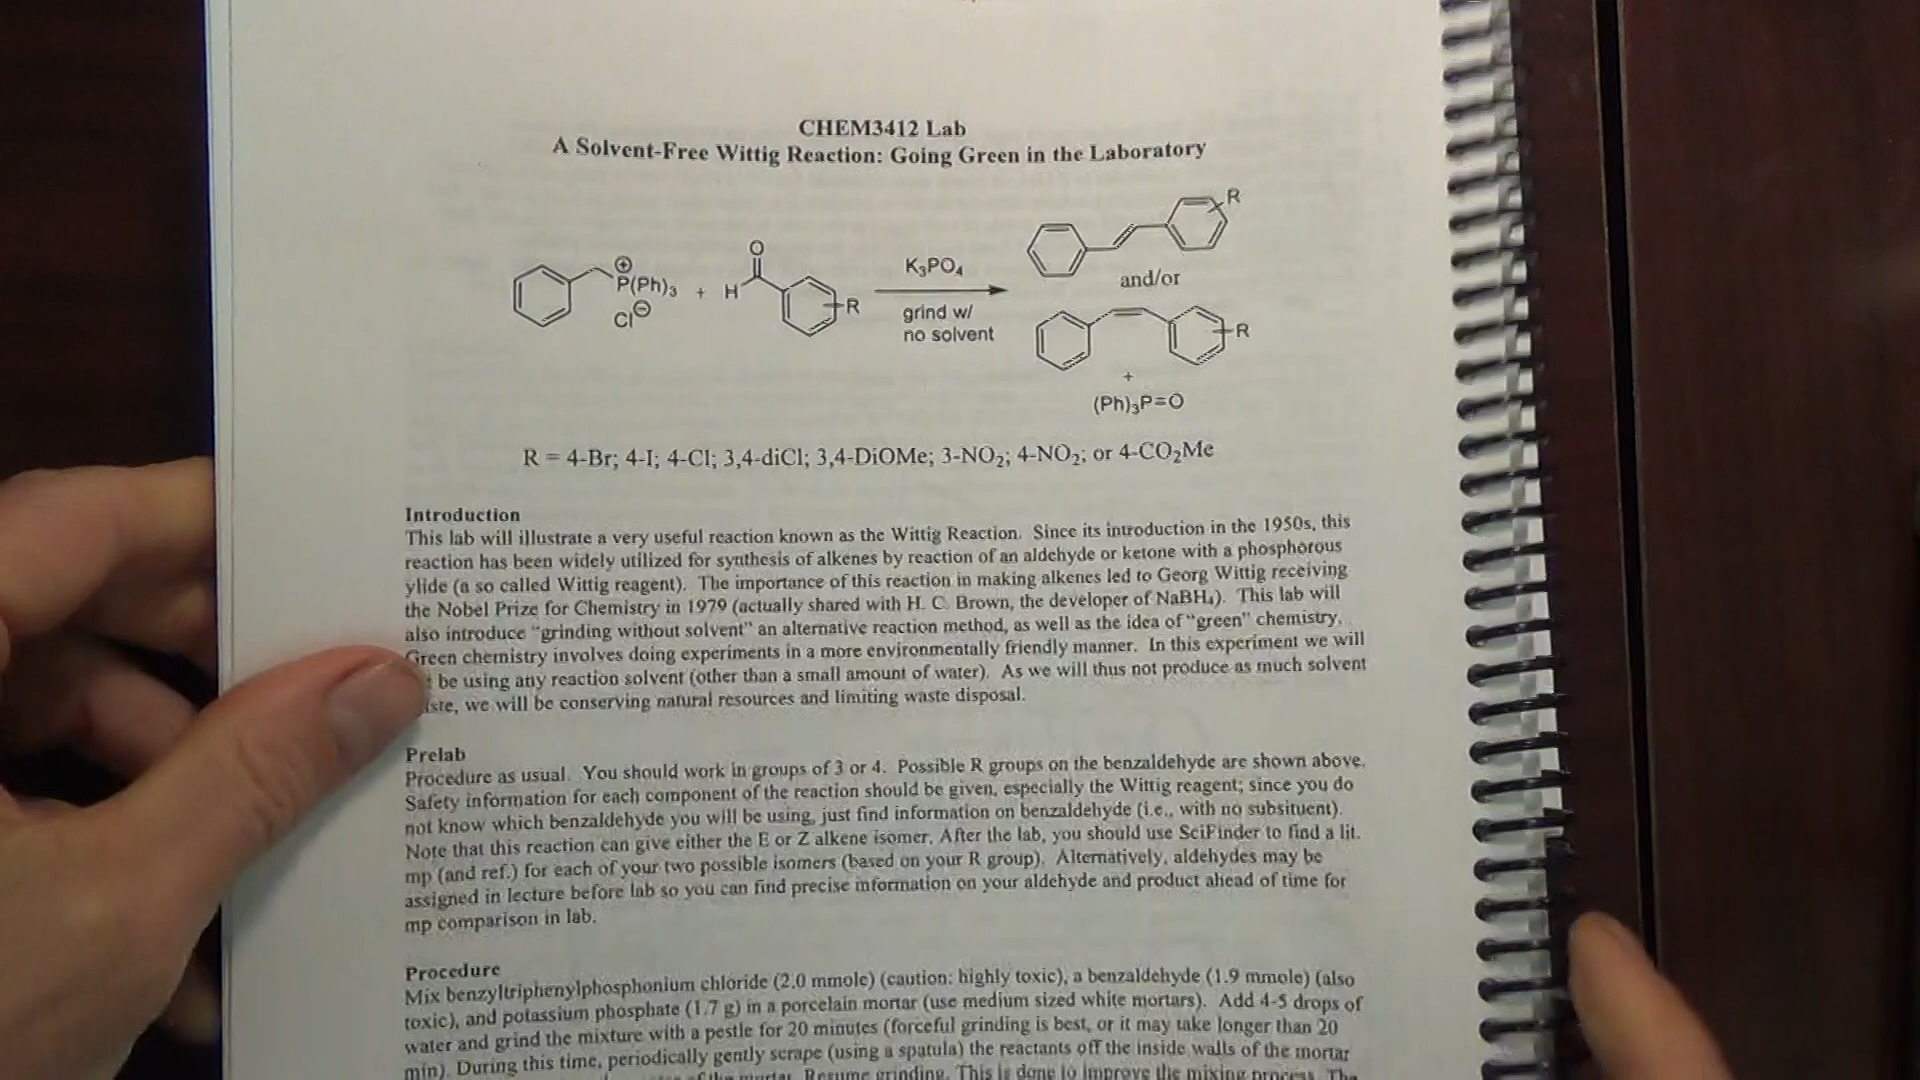 CHEM3412 Lab
A Solvent-Free Wittig Reaction: Going Green in the Laboratory
R
O
⊕
P(Ph)₃ + H
Cl⊖
R
K₃PO₄
grind w/
no solvent
and/or
R
+
(Ph)₃P=O
R = 4-Br; 4-I; 4-Cl; 3,4-diCl; 3,4-DiOMe; 3-NO₂; 4-NO₂; or 4-CO₂Me
Introduction
This lab will illustrate a very useful reaction known as the Wittig Reaction. Since its introduction in the 1950s, this
reaction has been widely utilized for synthesis of alkenes by reaction of an aldehyde or ketone with a phosphorous
ylide (a so called Wittig reagent). The importance of this reaction in making alkenes led to Georg Wittig receiving
the Nobel Prize for Chemistry in 1979 (actually shared with H. C. Brown, the developer of NaBH₄). This lab will
also introduce "grinding without solvent" an alternative reaction method, as well as the idea of "green" chemistry.
Green chemistry involves doing experiments in a more environmentally friendly manner. In this experiment we will
be using any reaction solvent (other than a small amount of water). As we will thus not produce as much solvent
we will be conserving natural resources and limiting waste disposal.
Prelab
Procedure as usual. You should work in groups of 3 or 4. Possible R groups on the benzaldehyde are shown above.
Safety information for each component of the reaction should be given, especially the Wittig reagent; since you do
not know which benzaldehyde you will be using, just find information on benzaldehyde (i.e., with no subsituent).
Note that this reaction can give either the E or Z alkene isomer. After the lab, you should use SciFinder to find a lit.
mp (and ref.) for each of your two possible isomers (based on your R group). Alternatively, aldehydes may be
assigned in lecture before lab so you can find precise information on your aldehyde and product ahead of time for
mp comparison in lab.
Procedure
Mix benzyltriphenylphosphonium chloride (2.0 mmole) (caution: highly toxic), a benzaldehyde (1.9 mmole) (also
toxic), and potassium phosphate (1.7 g) in a porcelain mortar (use medium sized white mortars). Add 4-5 drops of
water and grind the mixture with a pestle for 20 minutes (forceful grinding is best, or it may take longer than 20
min). During this time, periodically gently scrape (using a spatula) the reactants off the inside walls of the mortar
of the mortar. Resume grinding. This is done to improve the mixing process. The